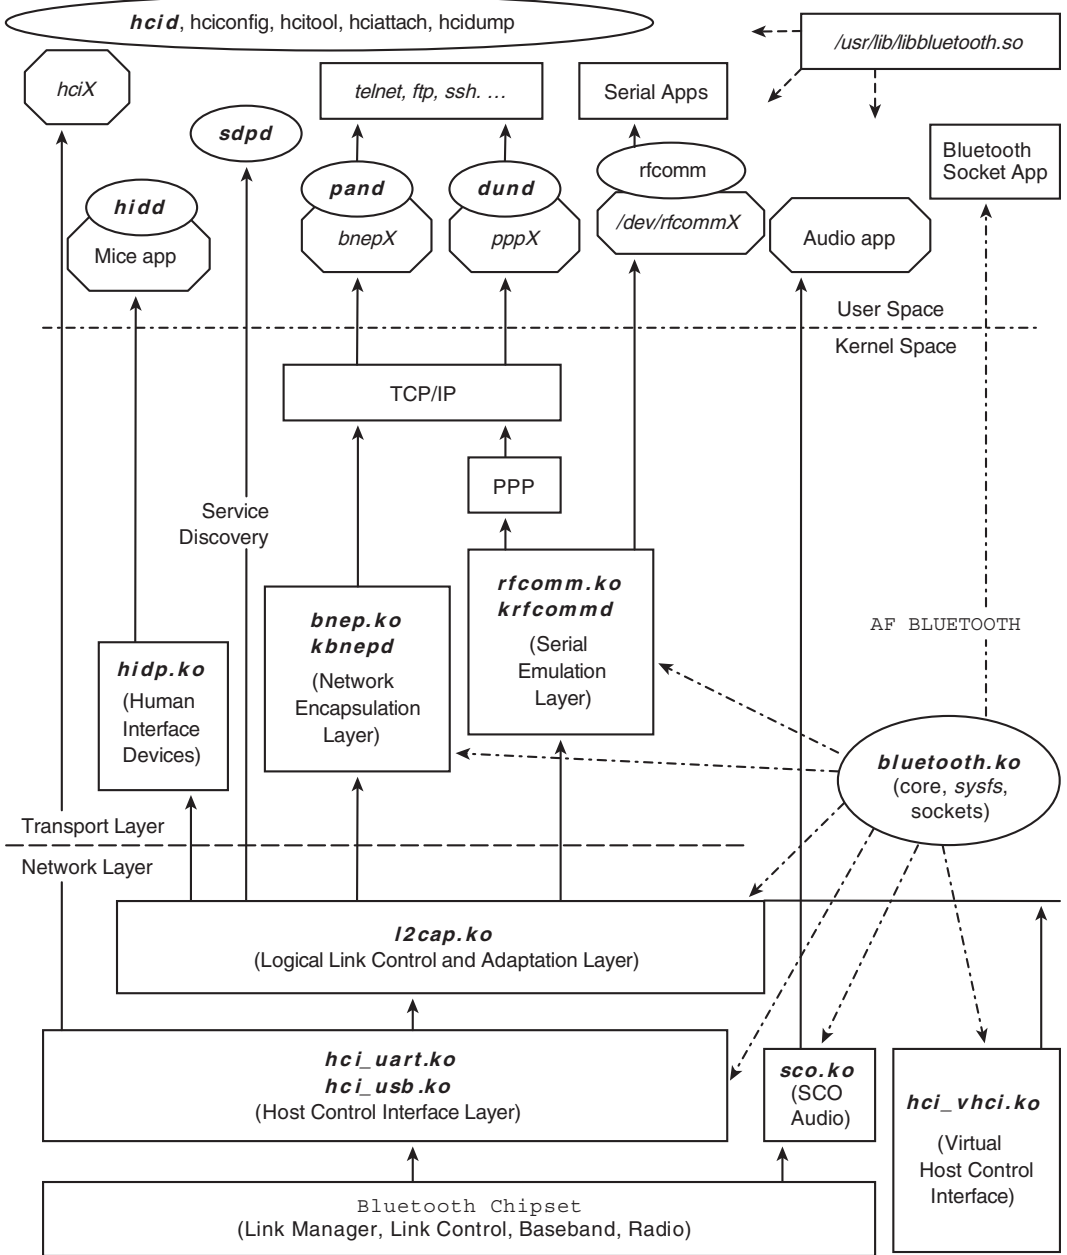 hcid, hciconfig, hcitool, hciattach, hcidump
/usr/lib/libbluetooth.so
hciX
telnet, ftp, ssh. ...
Serial Apps
sdpd
Bluetooth
Socket App
rfcomm
pand
dund
hidd
/dev/rfcommX
bnepX
pppX
Audio app
Mice app
User Space
Kernel Space
TCP/IP
PPP
Service
Discovery
rfcomm.ko
krfcommd
(Serial
Emulation
Layer)
bnep.ko
kbnepd
(Network
Encapsulation
Layer)
AF BLUETOOTH
hidp.ko
(Human
Interface
Devices)
bluetooth.ko
(core, sysfs,
sockets)
Transport Layer
Network Layer
l2cap.ko
(Logical Link Control and Adaptation Layer)
hci_uart.ko
hci_usb.ko
(Host Control Interface Layer)
sco.ko
(SCO
Audio)
hci_vhci.ko
(Virtual
Host Control
Interface)
Bluetooth Chipset
(Link Manager, Link Control, Baseband, Radio)